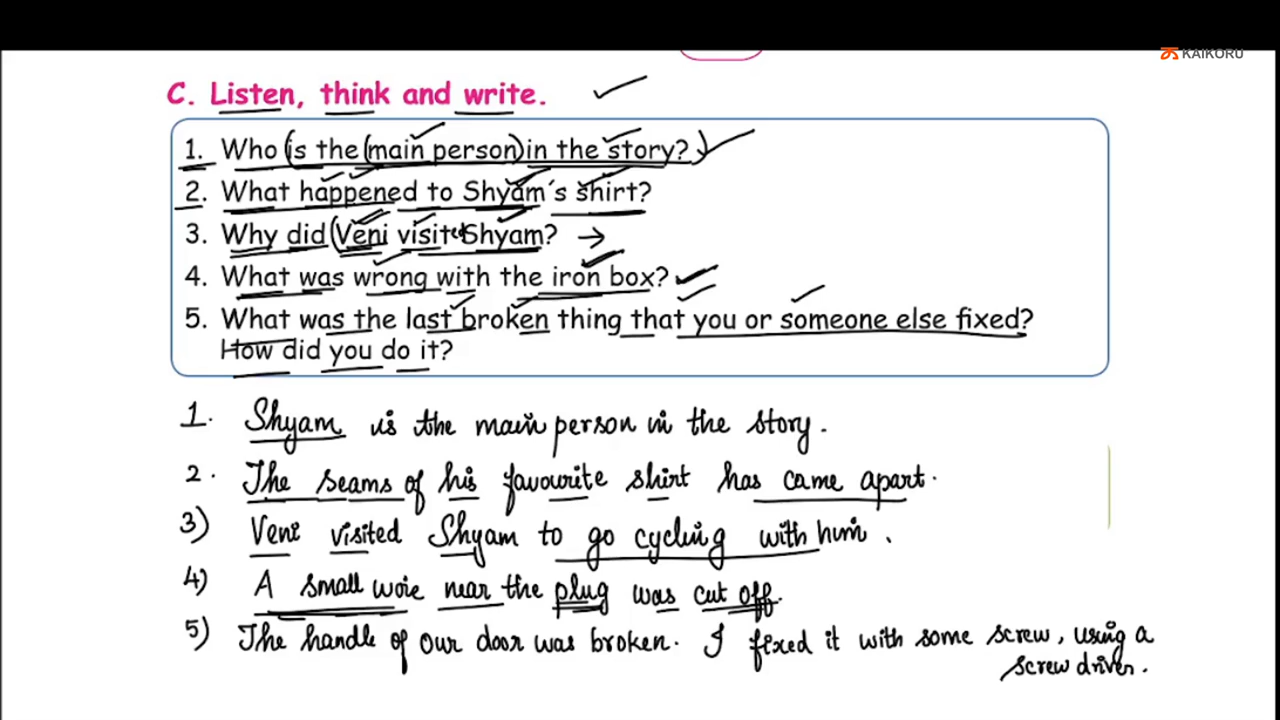 KAIKORU
C. Listen, think and write.
1. Who (is the (main person) in the story?)
2. What happened to Shyam's shirt?
3. Why did (Veni visited Shyam?
4. What was wrong with the iron box?
5. What was the last broken thing that you or someone else fixed?
How did you do it?
1. Shyam is the main person in the story.
2. The seams of his favourite shirt has came apart.
3) Veni visited Shyam to go cycling with him.
4) A small wire near the plug was cut off.
5) The handle of our door was broken. I fixed it with some screw, using a
screw driver.